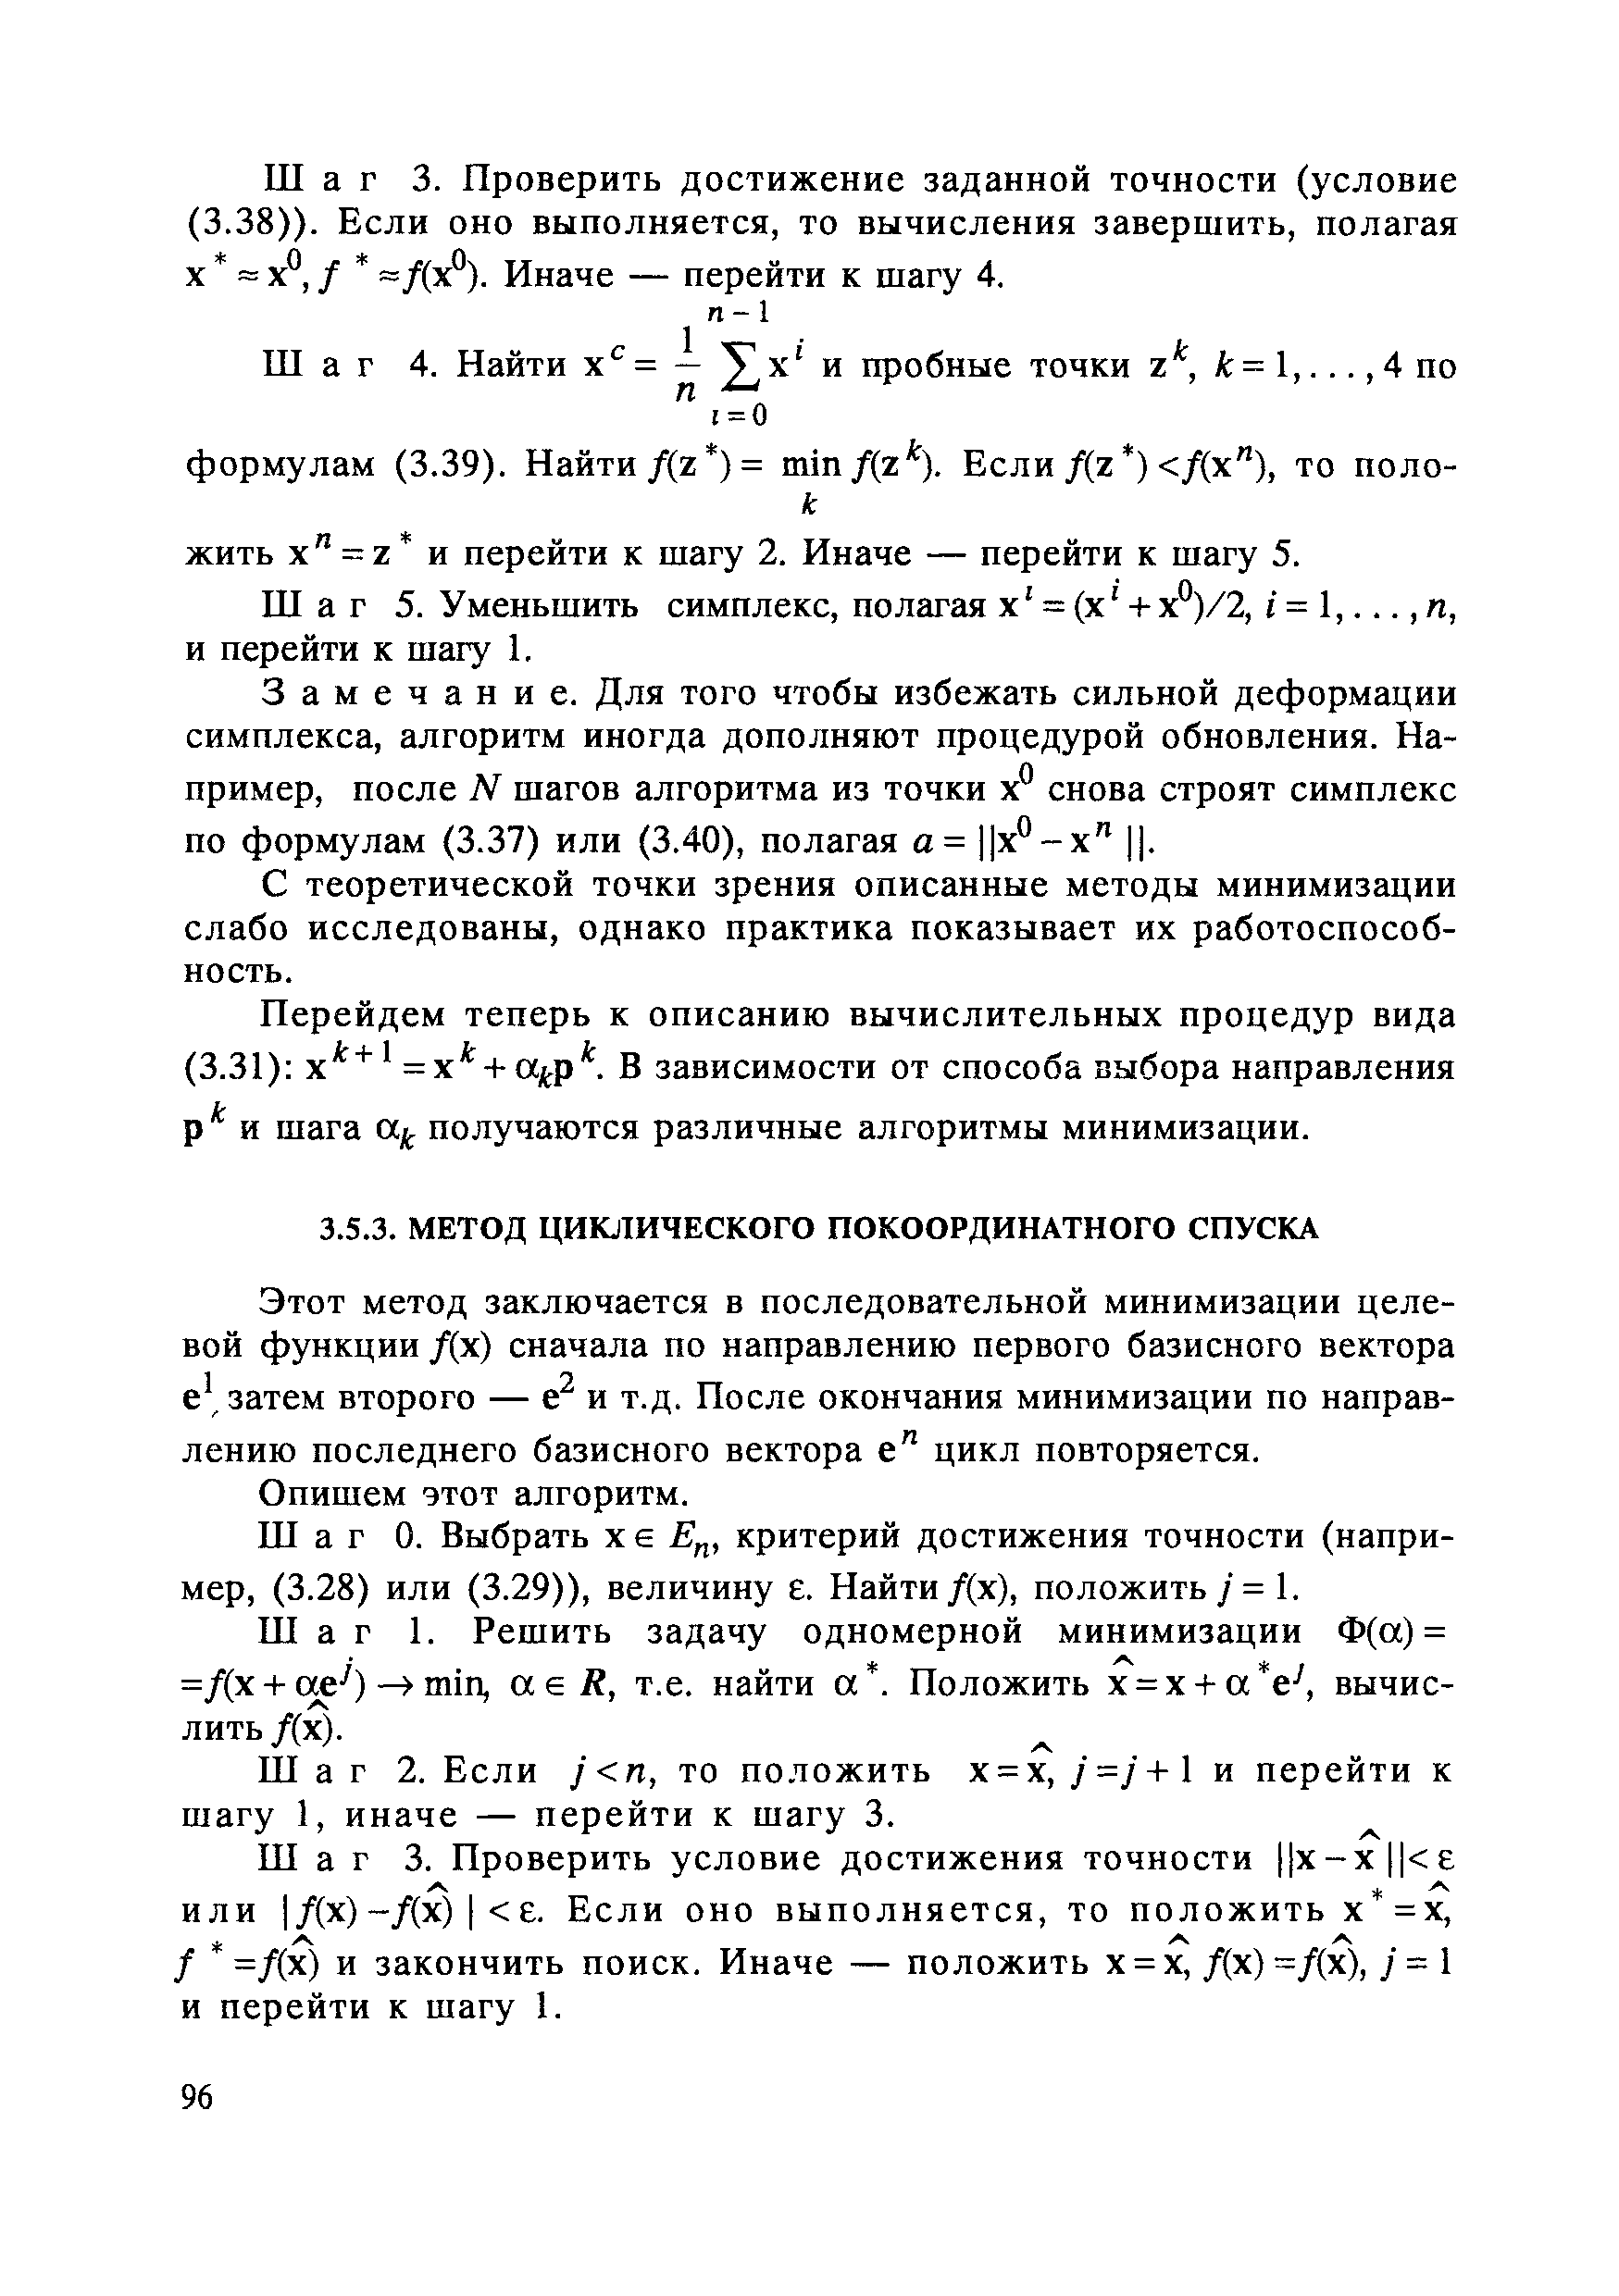 Ш а г 3. Проверить достижение заданной точности (условие
(3.38)). Если оно выполняется, то вычисления завершить, полагая
x* ≈ x⁰, f * ≈ f(x⁰). Иначе — перейти к шагу 4.
n – 1
Ш а г 4. Найти xᶜ = 1/n ∑ xⁱ и пробные точки zᵏ, k = 1, . . . , 4 по
i = 0
формулам (3.39). Найти f(z*) = min f(zᵏ). Если f(z*) < f(xⁿ), то поло-
k
жить xⁿ = z* и перейти к шагу 2. Иначе — перейти к шагу 5.
Ш а г 5. Уменьшить симплекс, полагая xⁱ = (xⁱ + x⁰)/2, i = 1, . . . , n,
и перейти к шагу 1.
З а м е ч а н и е. Для того чтобы избежать сильной деформации
симплекса, алгоритм иногда дополняют процедурой обновления. На-
пример, после N шагов алгоритма из точки x⁰ снова строят симплекс
по формулам (3.37) или (3.40), полагая a = ||x⁰ – xⁿ ||.
С теоретической точки зрения описанные методы минимизации
слабо исследованы, однако практика показывает их работоспособ-
ность.
Перейдем теперь к описанию вычислительных процедур вида
(3.31): xᵏ⁺¹ = xᵏ + αₖpᵏ. В зависимости от способа выбора направления
pᵏ и шага αₖ получаются различные алгоритмы минимизации.
3.5.3. МЕТОД ЦИКЛИЧЕСКОГО ПОКООРДИНАТНОГО СПУСКА
Этот метод заключается в последовательной минимизации целе-
вой функции f(x) сначала по направлению первого базисного вектора
e¹, затем второго — e² и т.д. После окончания минимизации по направ-
лению последнего базисного вектора eⁿ цикл повторяется.
Опишем этот алгоритм.
Ш а г 0. Выбрать x ∈ Eₙ, критерий достижения точности (напри-
мер, (3.28) или (3.29)), величину ε. Найти f(x), положить j = 1.
Ш а г 1. Решить задачу одномерной минимизации Φ(α) =
= f(x + αeʲ) → min, α ∈ R, т.е. найти α*. Положить x̂ = x + α*eʲ, вычис-
лить f(x̂).
Ш а г 2. Если j < n, то положить x = x̂, j = j + 1 и перейти к
шагу 1, иначе — перейти к шагу 3.
Ш а г 3. Проверить условие достижения точности ||x – x̂ || < ε
или | f(x) – f(x̂) | < ε. Если оно выполняется, то положить x* = x̂,
f * = f(x̂) и закончить поиск. Иначе — положить x = x̂, f(x) = f(x̂), j = 1
и перейти к шагу 1.
96